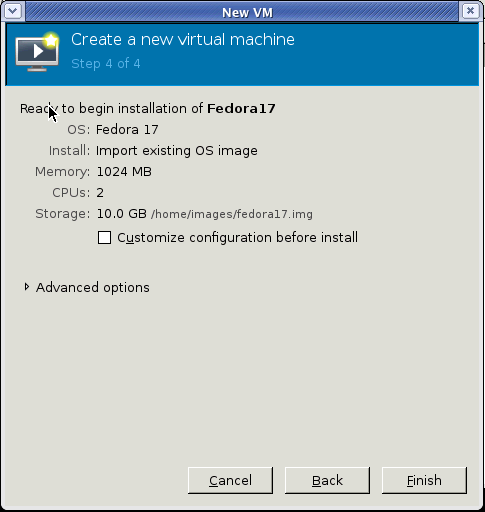 New VM
Create a new virtual machine
Step 4 of 4
Ready to begin installation of Fedora17
OS: Fedora 17
Install: Import existing OS image
Memory: 1024 MB
CPUs: 2
Storage: 10.0 GB /home/images/fedora17.img
Customize configuration before install
Advanced options
Cancel Back Finish